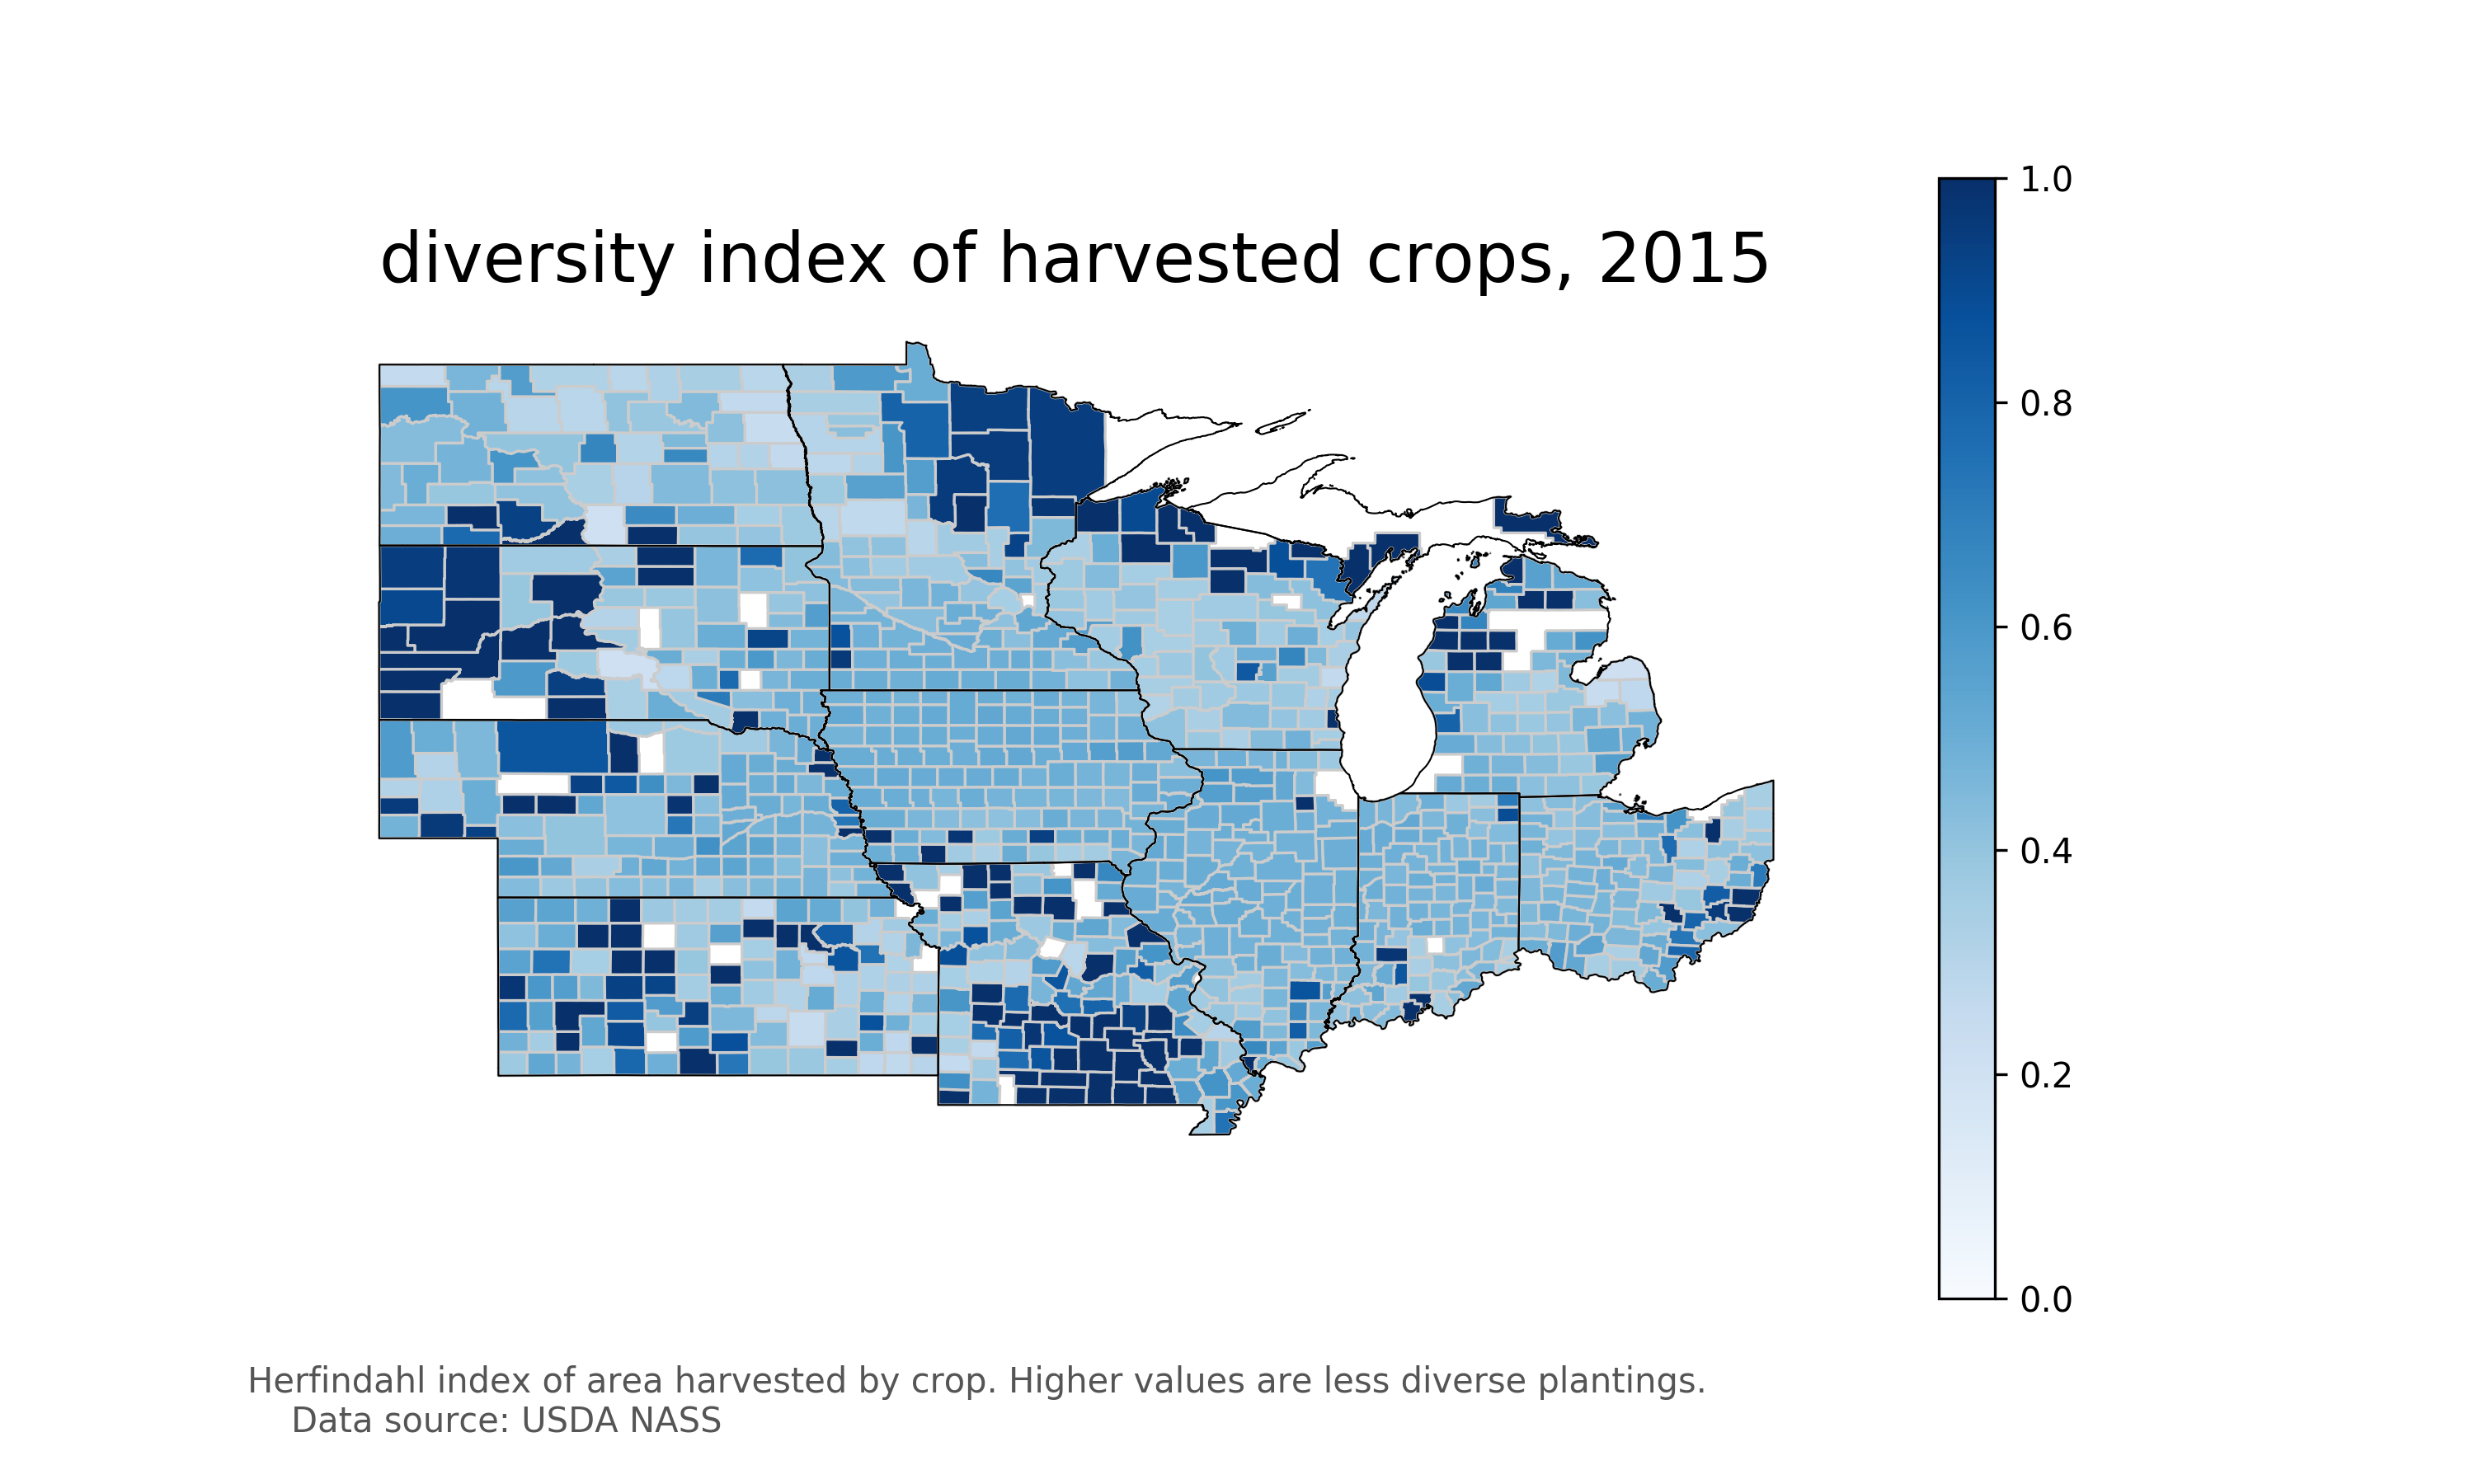 diversity index of harvested crops, 2015
1.0
0.8
0.6
0.4
0.2
0.0
Herfindahl index of area harvested by crop. Higher values are less diverse plantings.
Data source: USDA NASS